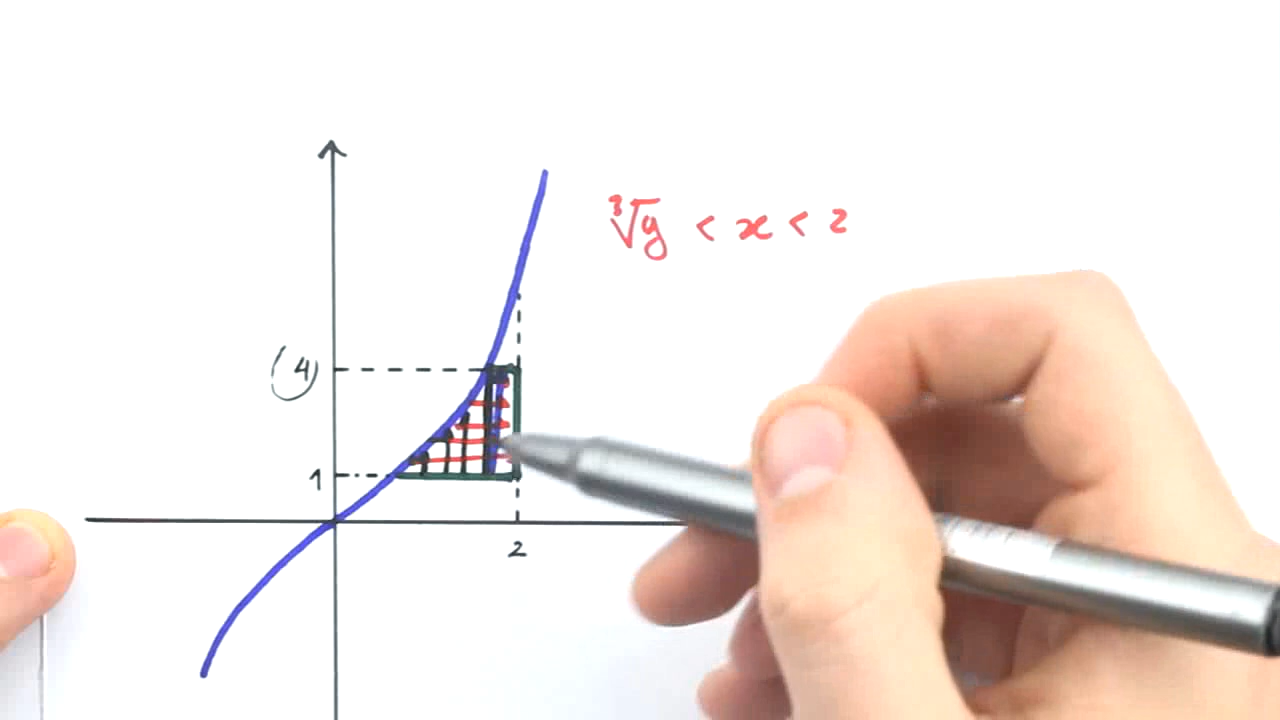 ∛y < x < 2
(4)
1
2